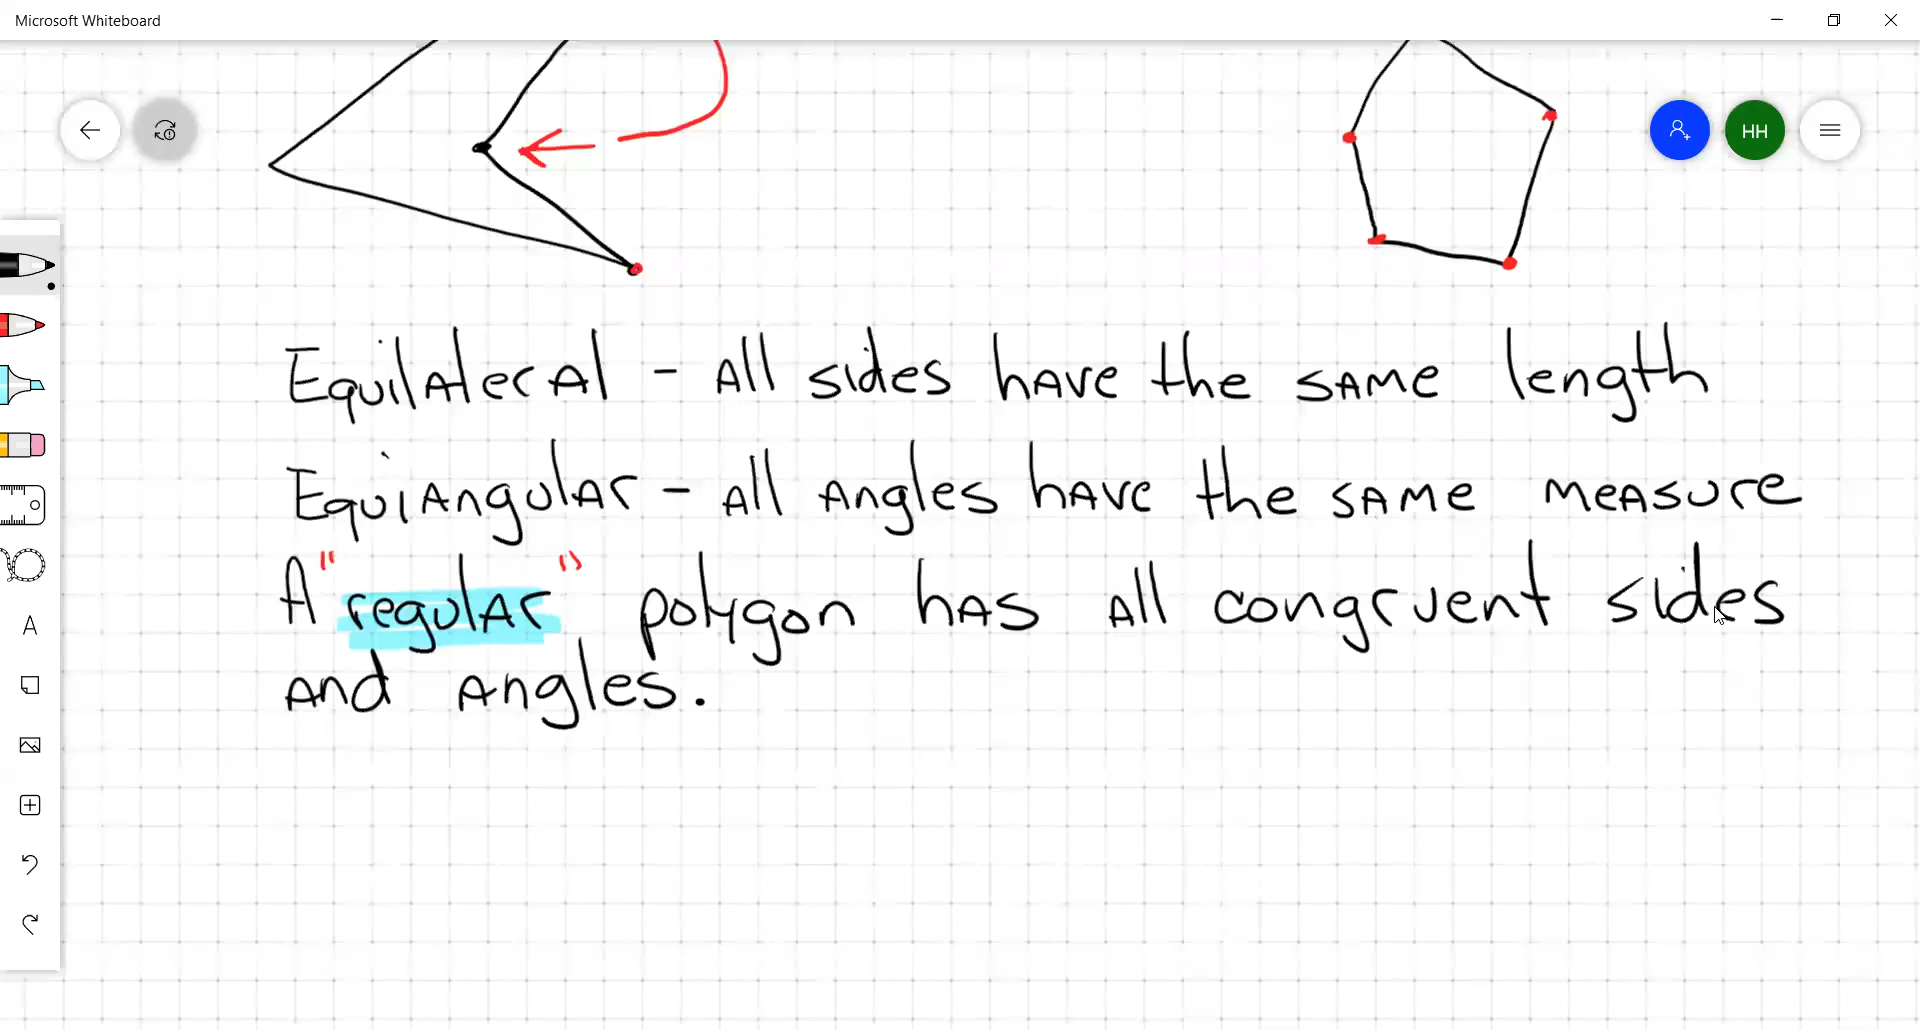 Microsoft Whiteboard
HH
Equilateral - all sides have the same length
Equiangular - all angles have the same measure
A "regular" polygon has all congruent sides
and angles.
A